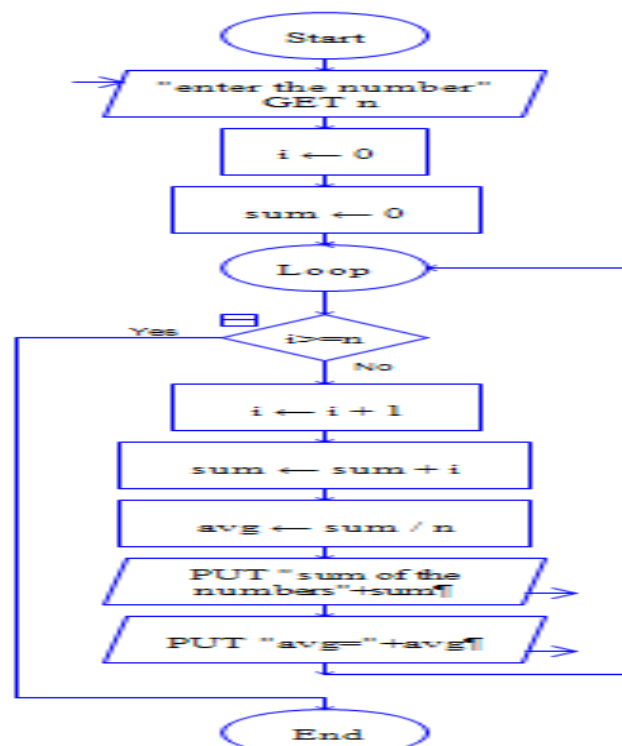 Start
"enter the number"
GET n
i ← 0
sum ← 0
Loop
Yes
i>=n
No
i ← i + 1
sum ← sum + i
avg ← sum / n
PUT "sum of the
numbers"+sum¶
PUT "avg="+avg¶
End